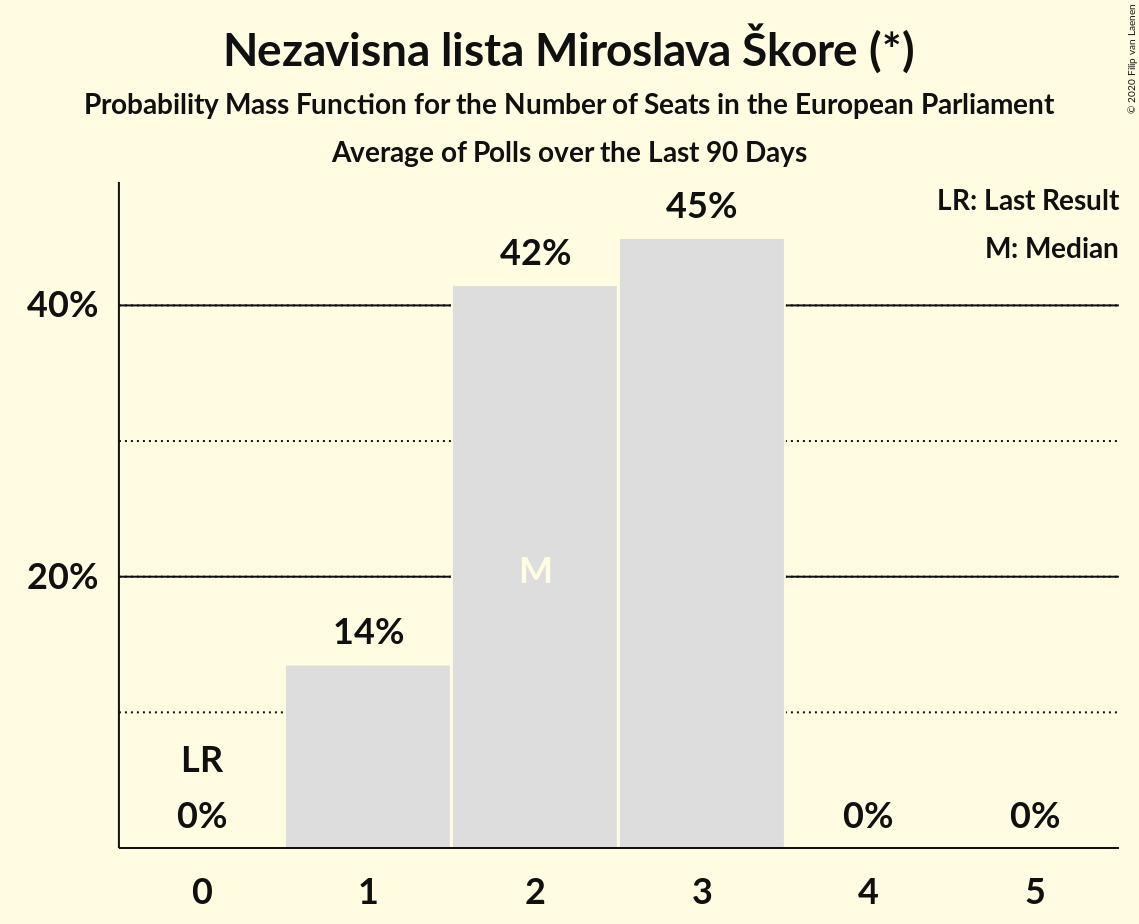 Nezavisna lista Miroslava Škore (*)
Probability Mass Function for the Number of Seats in the European Parliament
Average of Polls over the Last 90 Days
© 2020 Filip van Laenen
LR: Last Result
M: Median
45%
42%
40%
M
20%
14%
LR
0%
0%
0%
0 1 2 3 4 5